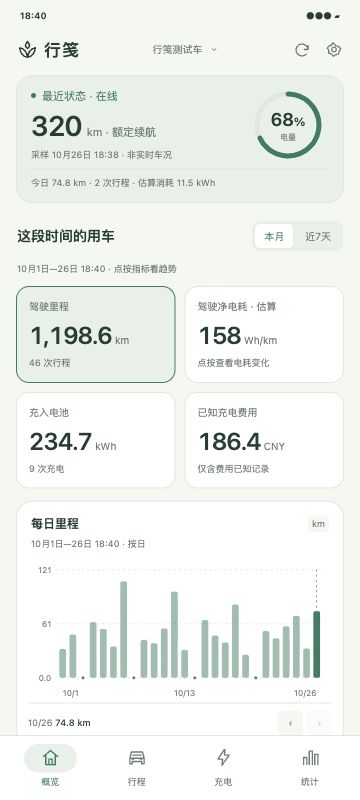 18:40
行笺
行笺测试车
最近状态 · 在线
320 km · 额定续航
68%
电量
采样 10月26日 18:38 · 非实时车况
今日 74.8 km · 2 次行程 · 估算消耗 11.5 kWh
这段时间的用车
本月
近7天
10月1日—26日 18:40 · 点按指标看趋势
驾驶里程
1,198.6 km
46 次行程
驾驶净电耗 · 估算
158 Wh/km
点按查看电耗变化
充入电池
234.7 kWh
9 次充电
已知充电费用
186.4 CNY
仅含费用已知记录
每日里程
km
10月1日—26日 18:40 · 按日
121
61
0.0
10/1
10/13
10/26
10/26 74.8 km
概览
行程
充电
统计